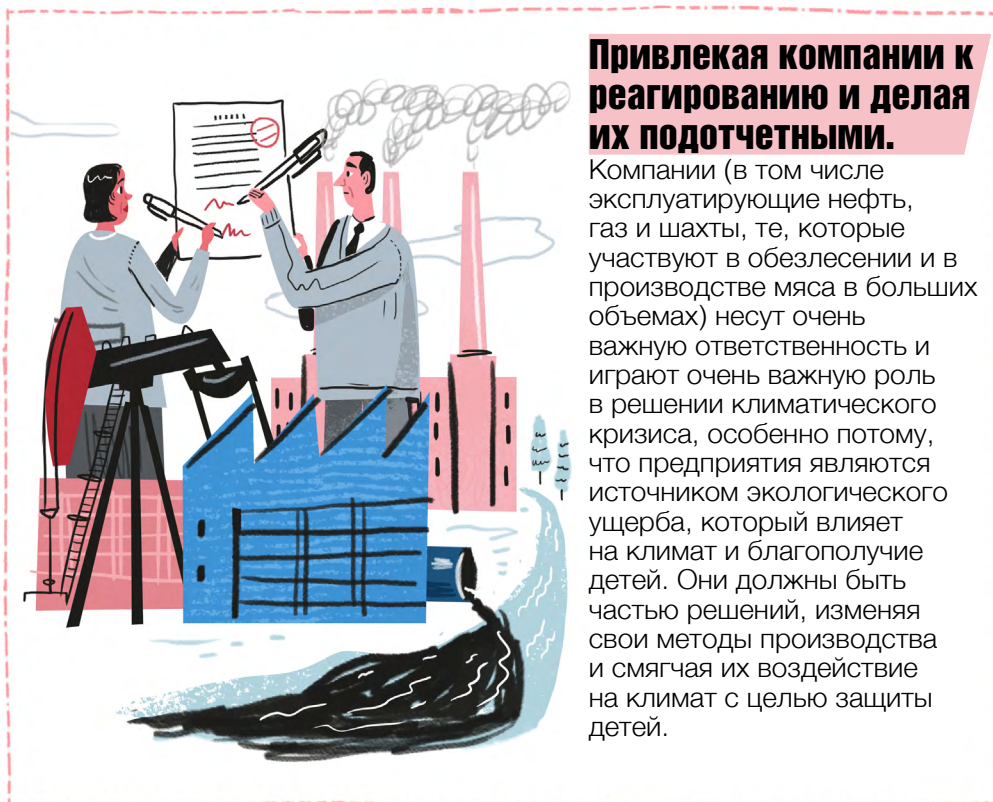 Привлекая компании к
реагированию и делая
их подотчетными.
Компании (в том числе
эксплуатирующие нефть,
газ и шахты, те, которые
участвуют в обезлесении и в
производстве мяса в больших
объемах) несут очень
важную ответственность и
играют очень важную роль
в решении климатического
кризиса, особенно потому,
что предприятия являются
источником экологического
ущерба, который влияет
на климат и благополучие
детей. Они должны быть
частью решений, изменяя
свои методы производства
и смягчая их воздействие
на климат с целью защиты
детей.